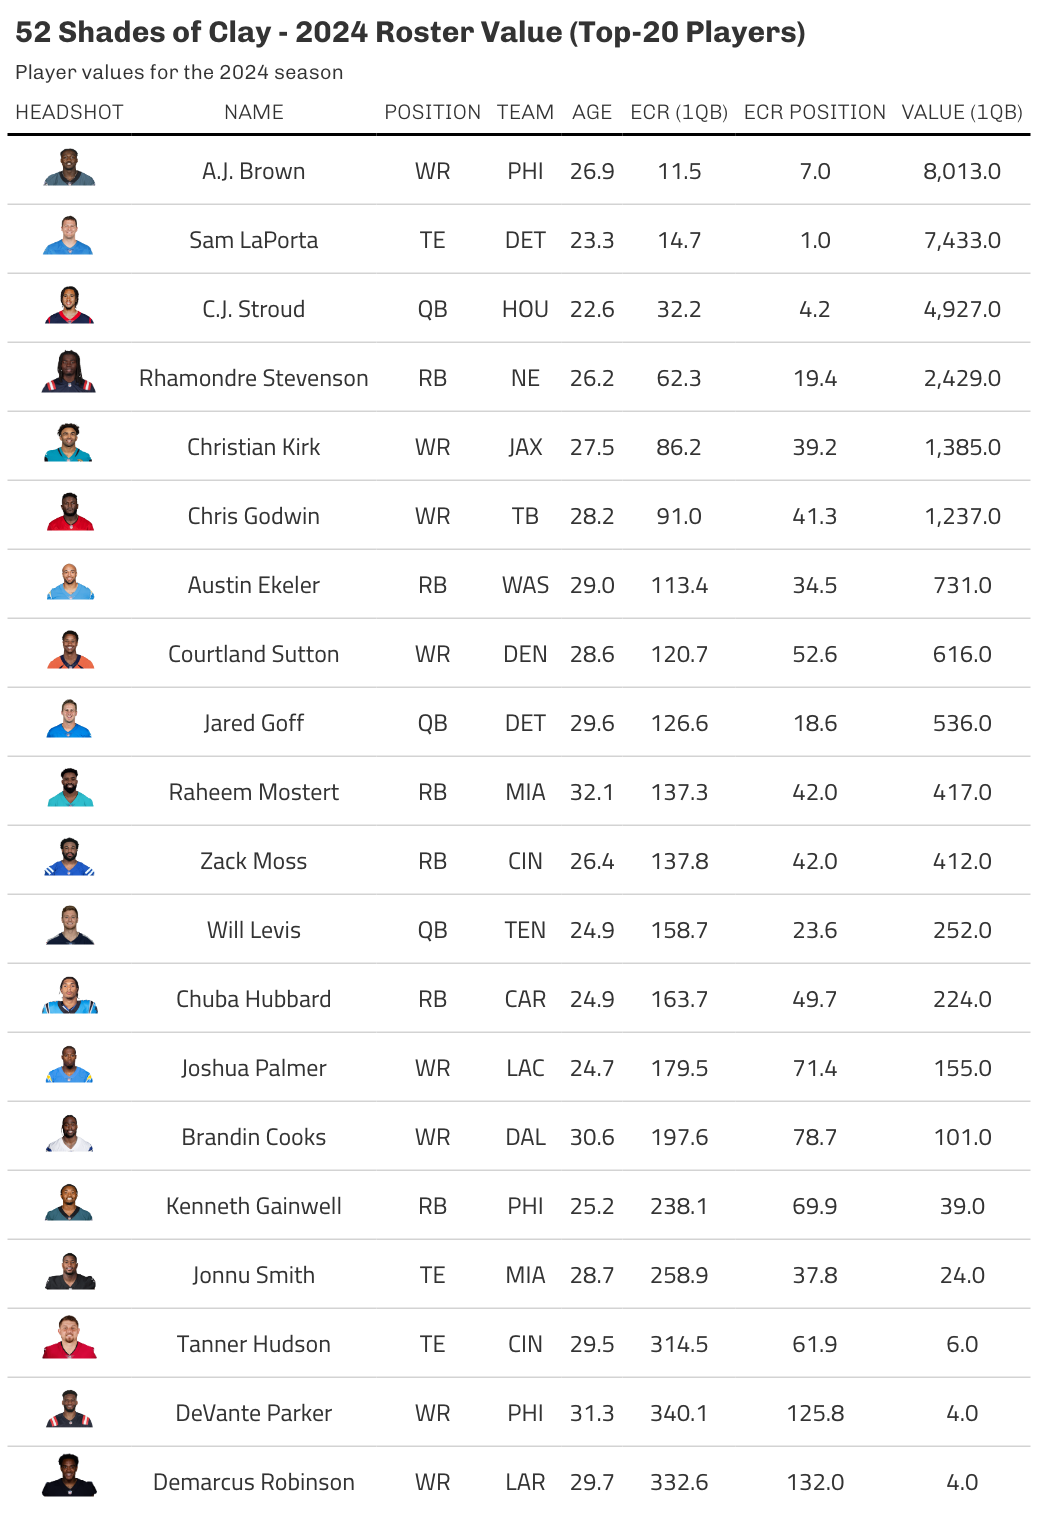 52 Shades of Clay - 2024 Roster Value (Top-20 Players)
Player values for the 2024 season
HEADSHOT NAME POSITION TEAM AGE ECR (1QB) ECR POSITION VALUE (1QB)
A.J. Brown WR PHI 26.9 11.5 7.0 8,013.0
Sam LaPorta TE DET 23.3 14.7 1.0 7,433.0
C.J. Stroud QB HOU 22.6 32.2 4.2 4,927.0
Rhamondre Stevenson RB NE 26.2 62.3 19.4 2,429.0
Christian Kirk WR JAX 27.5 86.2 39.2 1,385.0
Chris Godwin WR TB 28.2 91.0 41.3 1,237.0
Austin Ekeler RB WAS 29.0 113.4 34.5 731.0
Courtland Sutton WR DEN 28.6 120.7 52.6 616.0
Jared Goff QB DET 29.6 126.6 18.6 536.0
Raheem Mostert RB MIA 32.1 137.3 42.0 417.0
Zack Moss RB CIN 26.4 137.8 42.0 412.0
Will Levis QB TEN 24.9 158.7 23.6 252.0
Chuba Hubbard RB CAR 24.9 163.7 49.7 224.0
Joshua Palmer WR LAC 24.7 179.5 71.4 155.0
Brandin Cooks WR DAL 30.6 197.6 78.7 101.0
Kenneth Gainwell RB PHI 25.2 238.1 69.9 39.0
Jonnu Smith TE MIA 28.7 258.9 37.8 24.0
Tanner Hudson TE CIN 29.5 314.5 61.9 6.0
DeVante Parker WR PHI 31.3 340.1 125.8 4.0
Demarcus Robinson WR LAR 29.7 332.6 132.0 4.0